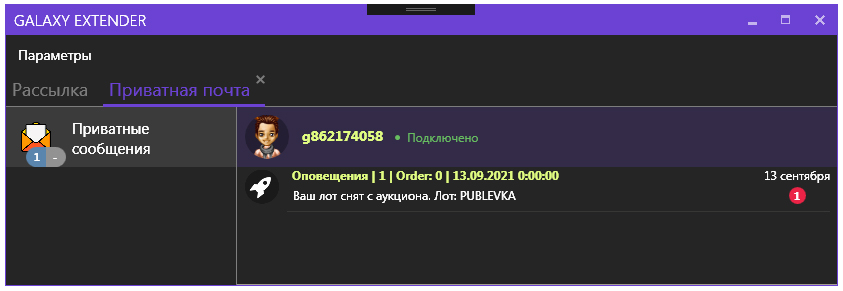 GALAXY EXTENDER
Параметры
Рассылка
Приватная почта
Приватные
сообщения
1 -
g862174058
• Подключено
Оповещения | 1 | Order: 0 | 13.09.2021 0:00:00
13 сентября
Ваш лот снят с аукциона. Лот: PUBLEVKA
1